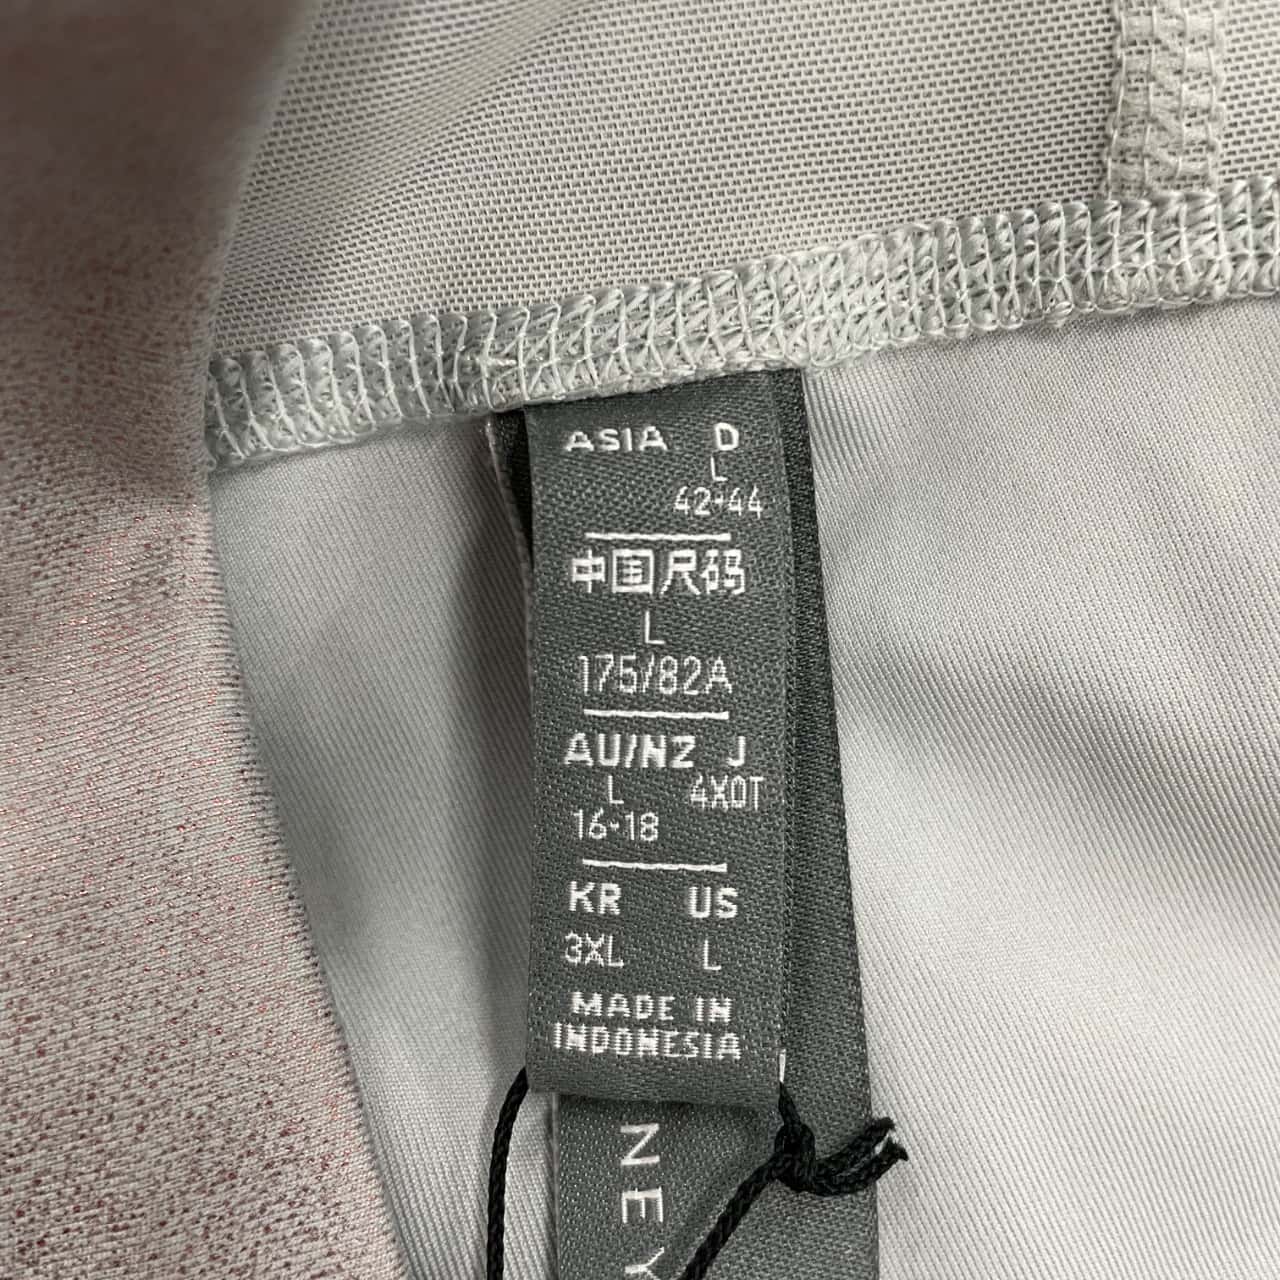 ASIA D
L
42-44
中国尺码
L
175/82A
AU/NZ J
L 4XOT
16-18
KR US
3XL L
MADE IN
INDONESIA
NEY